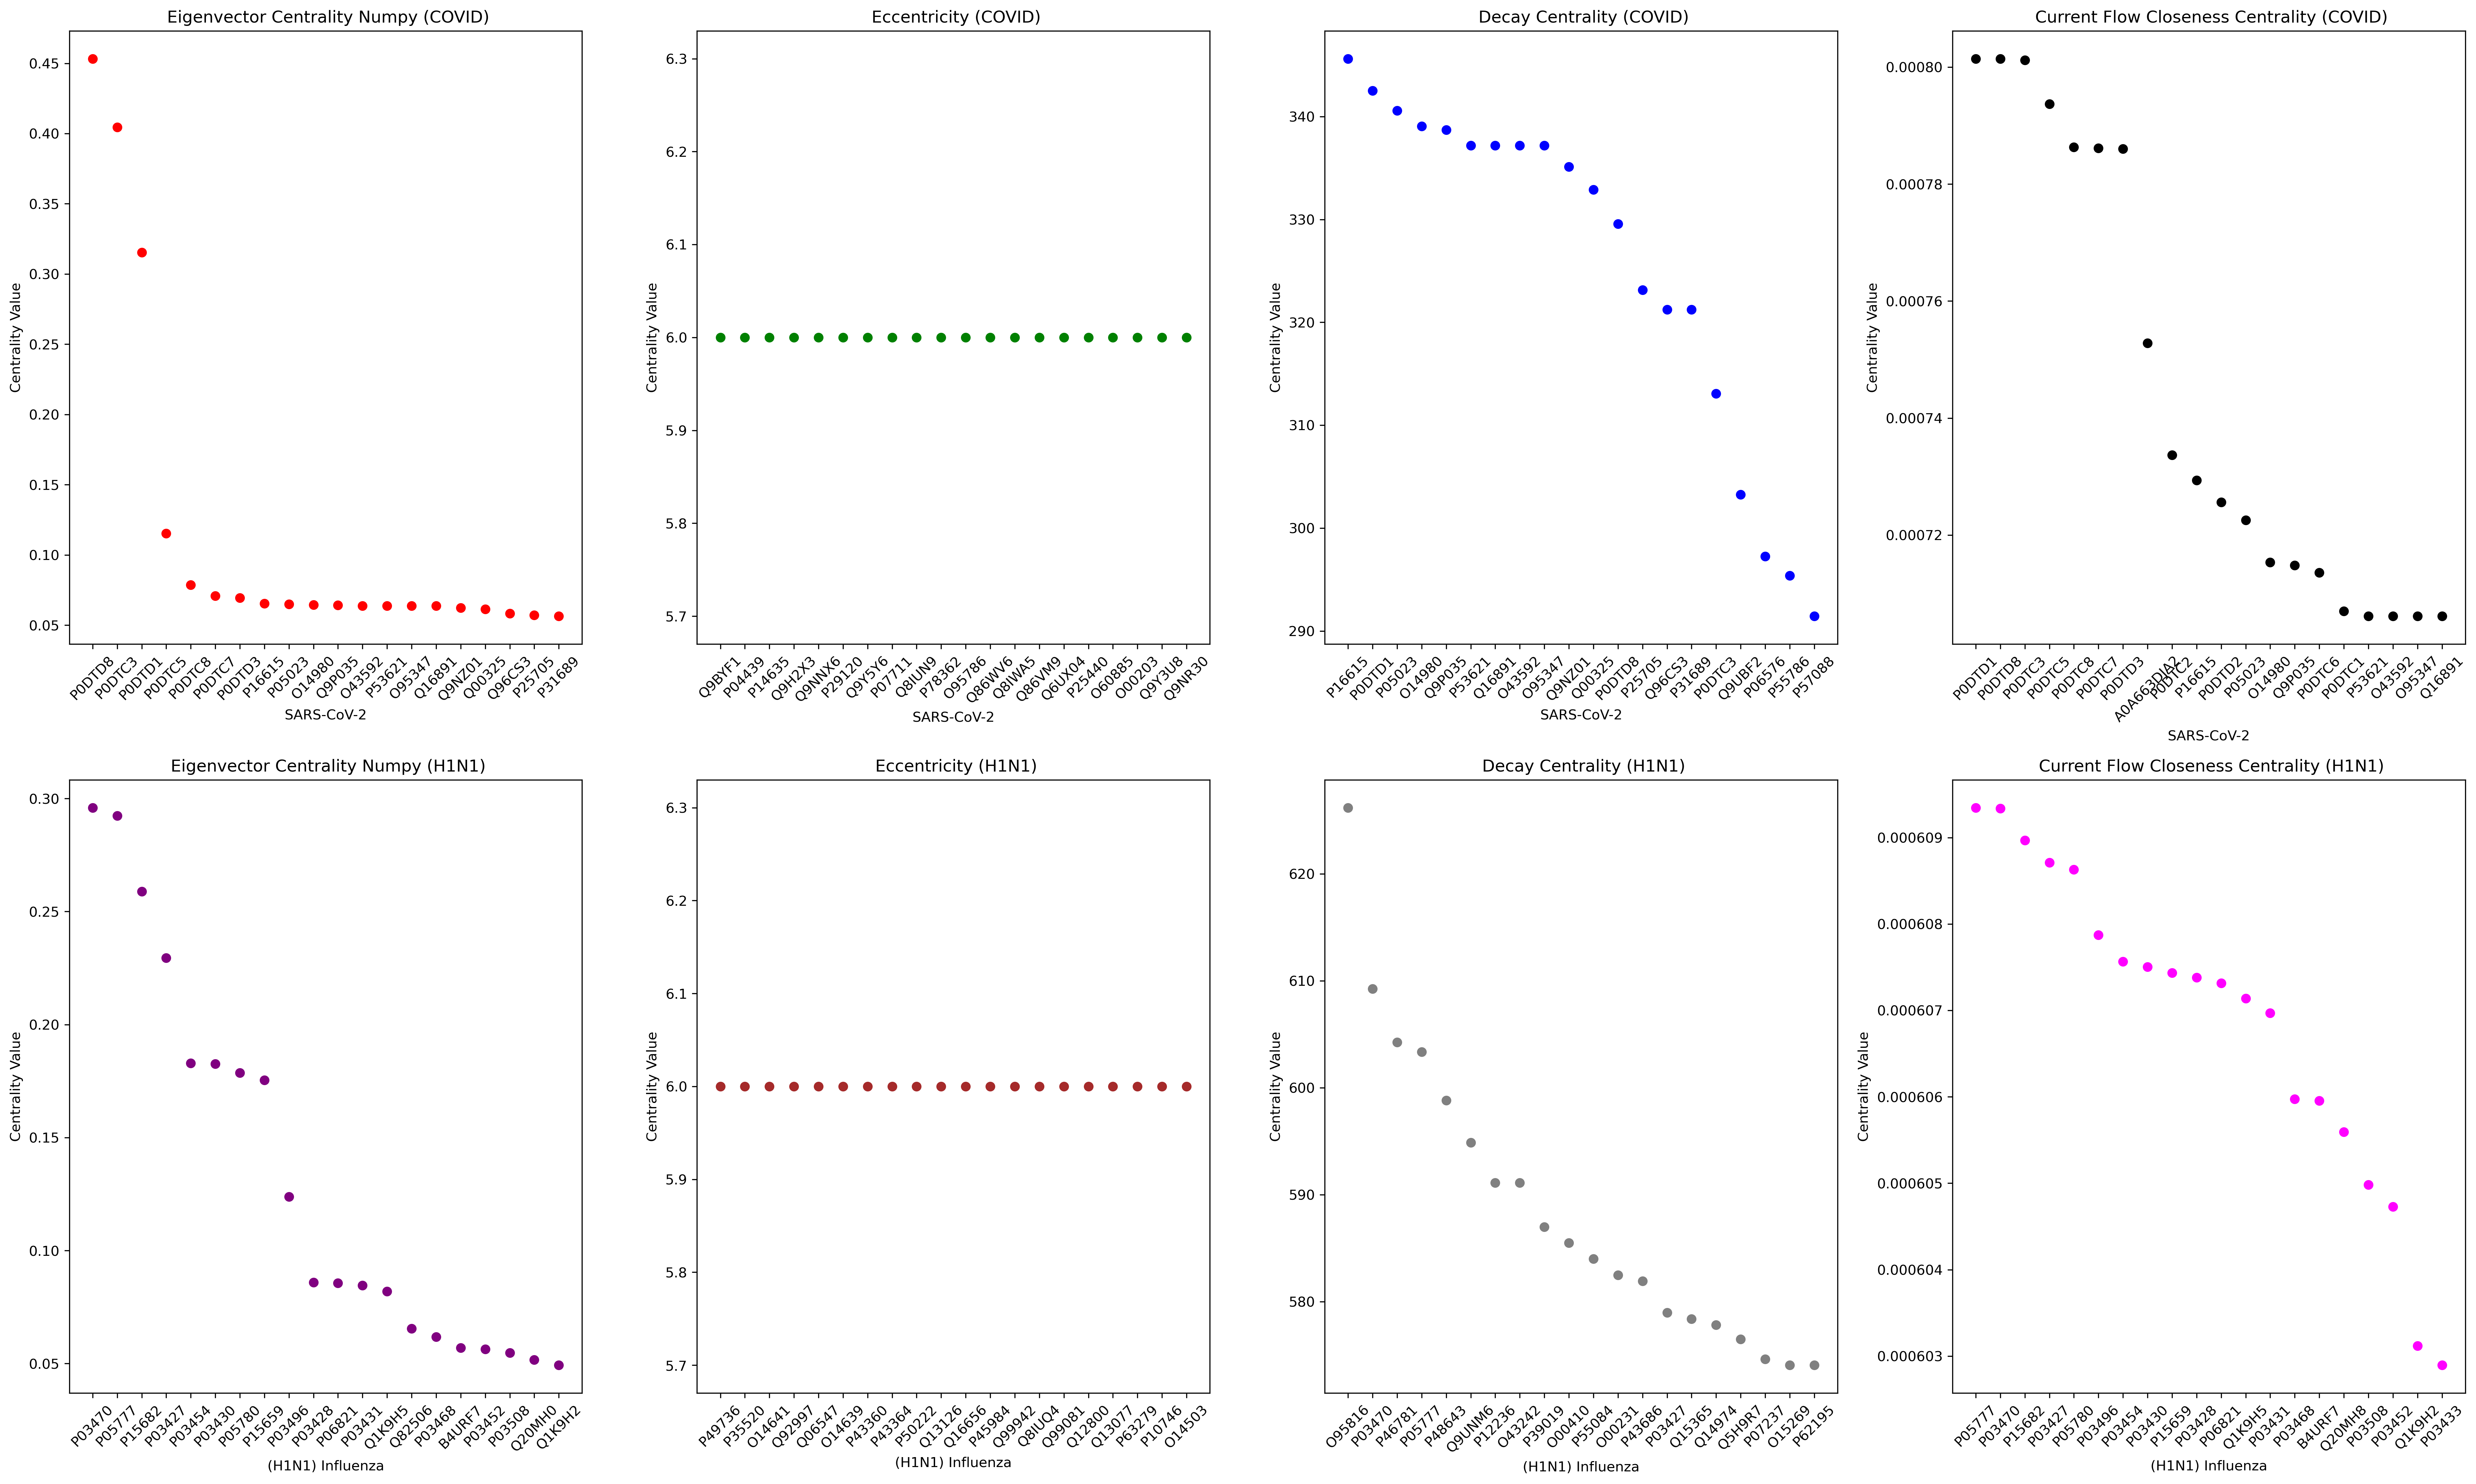 Eigenvector Centrality Numpy (COVID)
Centrality Value
0.45
0.40
0.35
0.30
0.25
0.20
0.15
0.10
0.05
P0DTD8
P0DTC3
P0DTD1
P0DTC5
P0DTC8
P0DTC7
P0DTD3
P16615
P05023
O14980
Q9P035
O43592
P53621
O95347
Q16891
Q9NZ01
Q00325
Q96CS3
P25705
P31689
SARS-CoV-2
Eccentricity (COVID)
Centrality Value
6.3
6.2
6.1
6.0
5.9
5.8
5.7
Q9BYF1
P04439
P14635
Q9H2X3
Q9NNX6
P29120
Q9Y5Y6
P07711
Q8IUN9
P78362
O95786
Q86WV6
Q8IWA5
Q86VM9
Q6UX04
P25440
O60885
O00203
Q9Y3U8
Q9NR30
SARS-CoV-2
Decay Centrality (COVID)
Centrality Value
340
330
320
310
300
290
P16615
P0DTD1
P05023
O14980
Q9P035
P53621
Q16891
O43592
O95347
Q9NZ01
Q00325
P0DTD8
P25705
Q96CS3
P31689
P0DTC3
Q9UBF2
P06576
P55786
P57088
SARS-CoV-2
Current Flow Closeness Centrality (COVID)
Centrality Value
0.00080
0.00078
0.00076
0.00074
0.00072
P0DTD1
P0DTD8
P0DTC3
P0DTC5
P0DTC8
P0DTC7
P0DTD3
A0A663DJA2
P0DTC2
P16615
P0DTD2
P05023
O14980
Q9P035
P0DTC6
P0DTC1
P53621
O43592
O95347
Q16891
SARS-CoV-2
Eigenvector Centrality Numpy (H1N1)
Centrality Value
0.30
0.25
0.20
0.15
0.10
0.05
P03470
P05777
P15682
P03427
P03454
P03430
P05780
P15659
P03496
P03428
P06821
P03431
Q1K9H5
Q82506
P03468
B4URF7
P03452
P03508
Q20MH0
Q1K9H2
(H1N1) Influenza
Eccentricity (H1N1)
Centrality Value
6.3
6.2
6.1
6.0
5.9
5.8
5.7
P49736
P35520
O14641
Q92997
Q06547
O14639
P43360
P43364
P50222
Q13126
Q16656
P45984
Q99942
Q8IUQ4
Q99081
Q12800
Q13077
P63279
P10746
O14503
(H1N1) Influenza
Decay Centrality (H1N1)
Centrality Value
620
610
600
590
580
O95816
P03470
P46781
P05777
P48643
Q9UNM6
P12236
O43242
P39019
O00410
P55084
O00231
P43686
P03427
Q15365
Q14974
Q5H9R7
P07237
O15269
P62195
(H1N1) Influenza
Current Flow Closeness Centrality (H1N1)
Centrality Value
0.000609
0.000608
0.000607
0.000606
0.000605
0.000604
0.000603
P05777
P03470
P15682
P03427
P05780
P03496
P03454
P03430
P15659
P03428
P06821
Q1K9H5
P03431
P03468
B4URF7
Q20MH8
P03508
P03452
Q1K9H2
P03433
(H1N1) Influenza